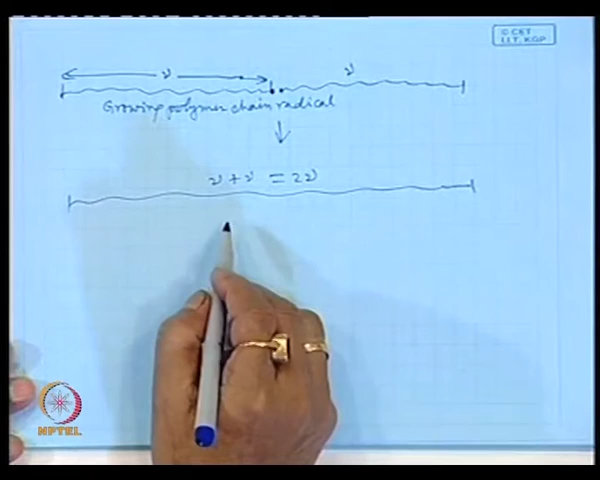 © CET
I.I.T, KGP
ν ν
Growing polymer chain radical
ν + ν = 2ν
NPTEL